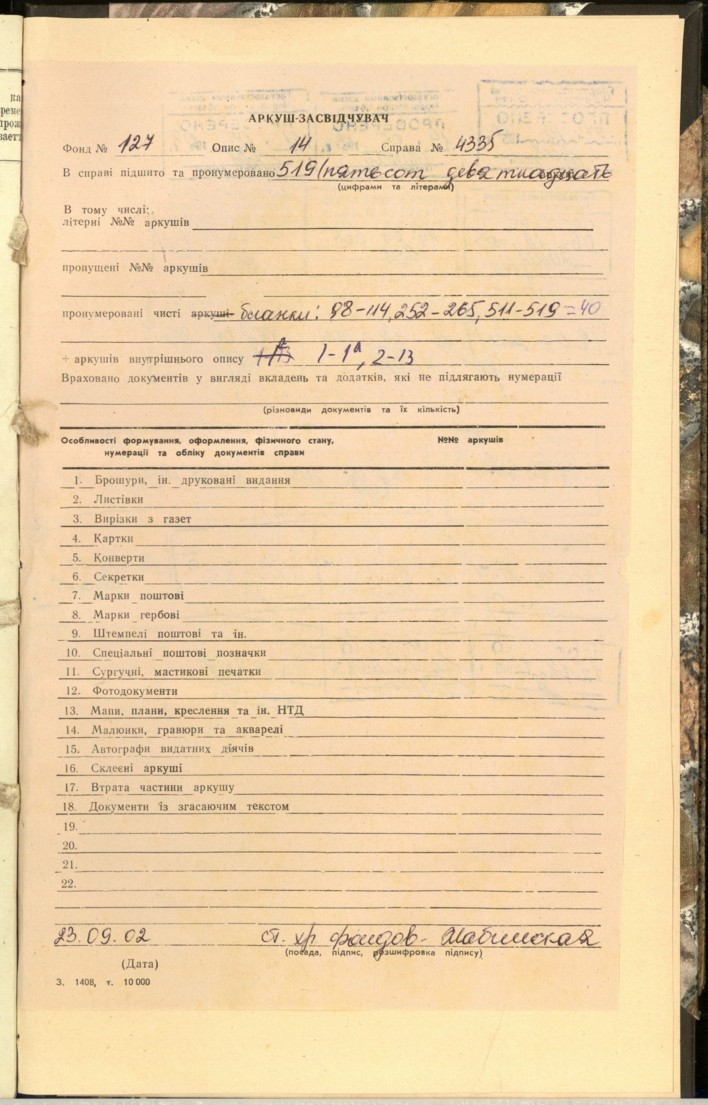 АРКУШ-ЗАСВІДЧУВАЧ
Фонд № 127 Опис № 14 Справа № 4335
В справі підшито та пронумеровано 519 (пятьсот девятнадцать
(цифрами та літерами)
В тому числі:
літерні №№ аркушів
пропущені №№ аркушів
пронумеровані чисті аркуші бланки: 98-114, 252-265, 511-519 = 40
+ аркушів внутрішнього опису 1-1а, 2-13
Враховано документів у вигляді вкладень та додатків, які не підлягають нумерації
(різновиди документів та їх кількість)
Особливості формування, оформлення, фізичного стану, №№ аркушів
нумерації та обліку документів справи
1. Брошури, ін. друковані видання
2. Листівки
3. Вирізки з газет
4. Картки
5. Конверти
6. Секретки
7. Марки поштові
8. Марки гербові
9. Штемпелі поштові та ін.
10. Спеціальні поштові позначки
11. Сургучні, мастикові печатки
12. Фотодокументи
13. Мапи, плани, креслення та ін. НТД
14. Малюнки, гравюри та акварелі
15. Автографи видатних діячів
16. Склеєні аркуші
17. Втрата частини аркушу
18. Документи із згасаючим текстом
19.
20.
21.
22.
23.09.02 ст. хр фондов-
(посада, підпис, розшифровка підпису)
(Дата)
З. 1408, т. 10 000